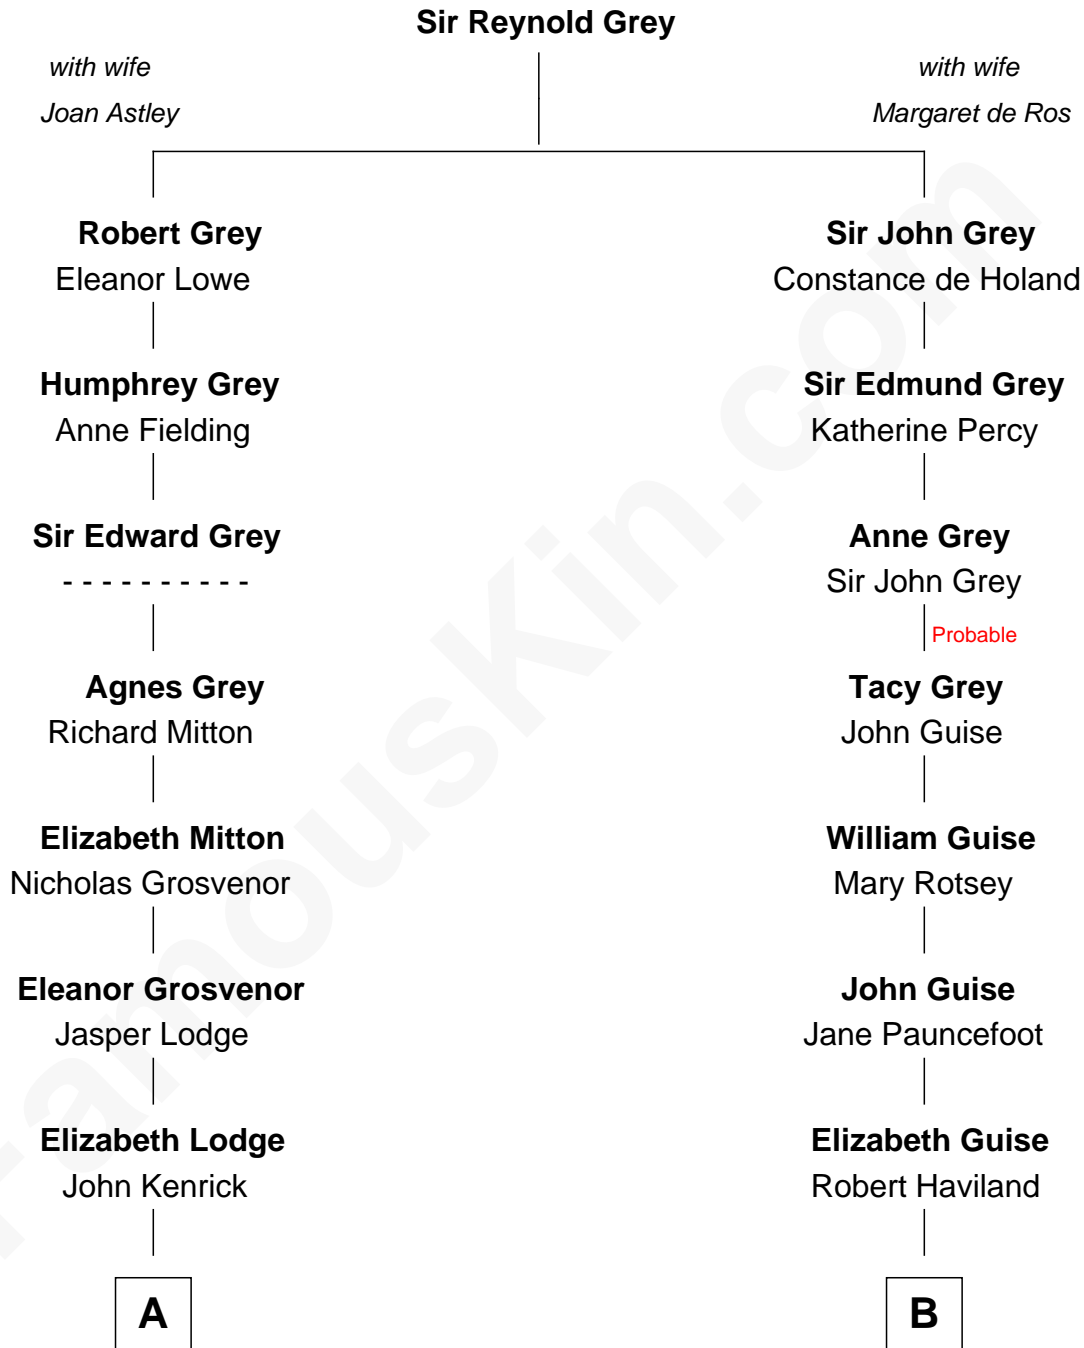 Sir Reynold Grey
with wife
Joan Astley
with wife
Margaret de Ros
Robert Grey
Eleanor Lowe
Humphrey Grey
Anne Fielding
Sir Edward Grey
- - - - - - - - - -
Agnes Grey
Richard Mitton
Elizabeth Mitton
Nicholas Grosvenor
Eleanor Grosvenor
Jasper Lodge
Elizabeth Lodge
John Kenrick
A
Sir John Grey
Constance de Holand
Sir Edmund Grey
Katherine Percy
Anne Grey
Sir John Grey
Probable
Tacy Grey
John Guise
William Guise
Mary Rotsey
John Guise
Jane Pauncefoot
Elizabeth Guise
Robert Haviland
B
FamousKin.com